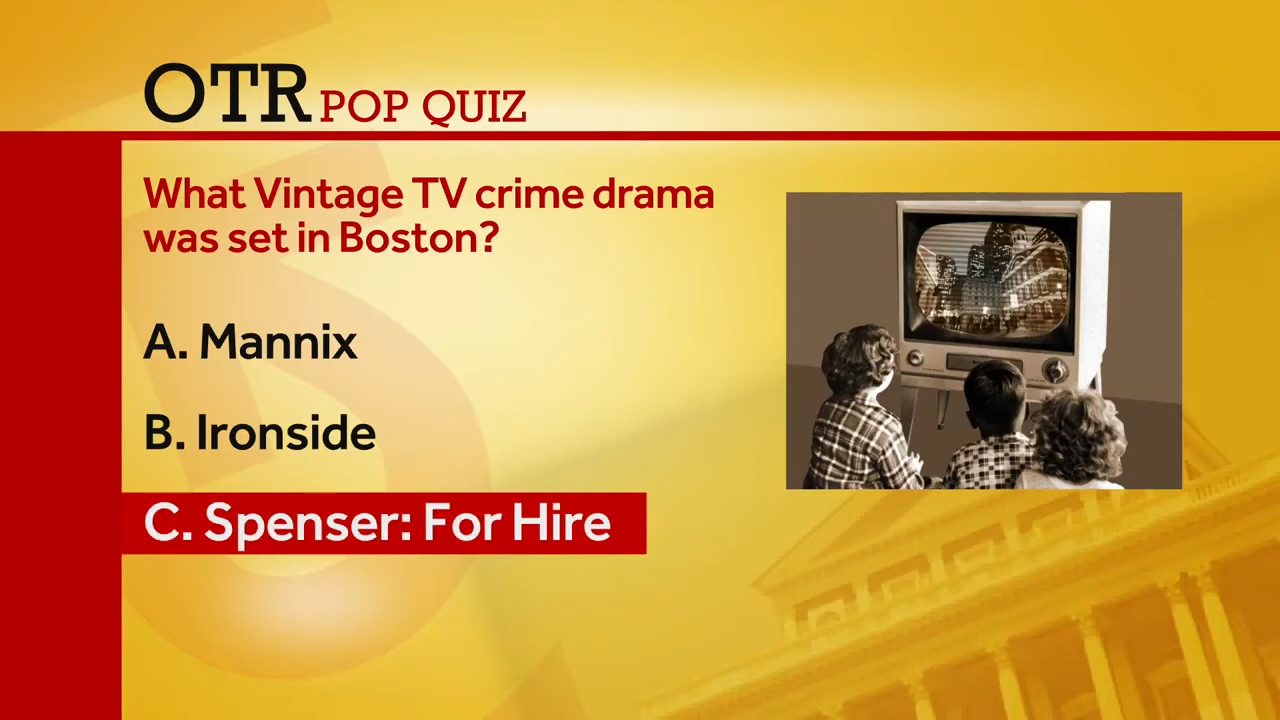 OTR POP QUIZ
What Vintage TV crime drama
was set in Boston?
A. Mannix
B. Ironside
C. Spenser: For Hire